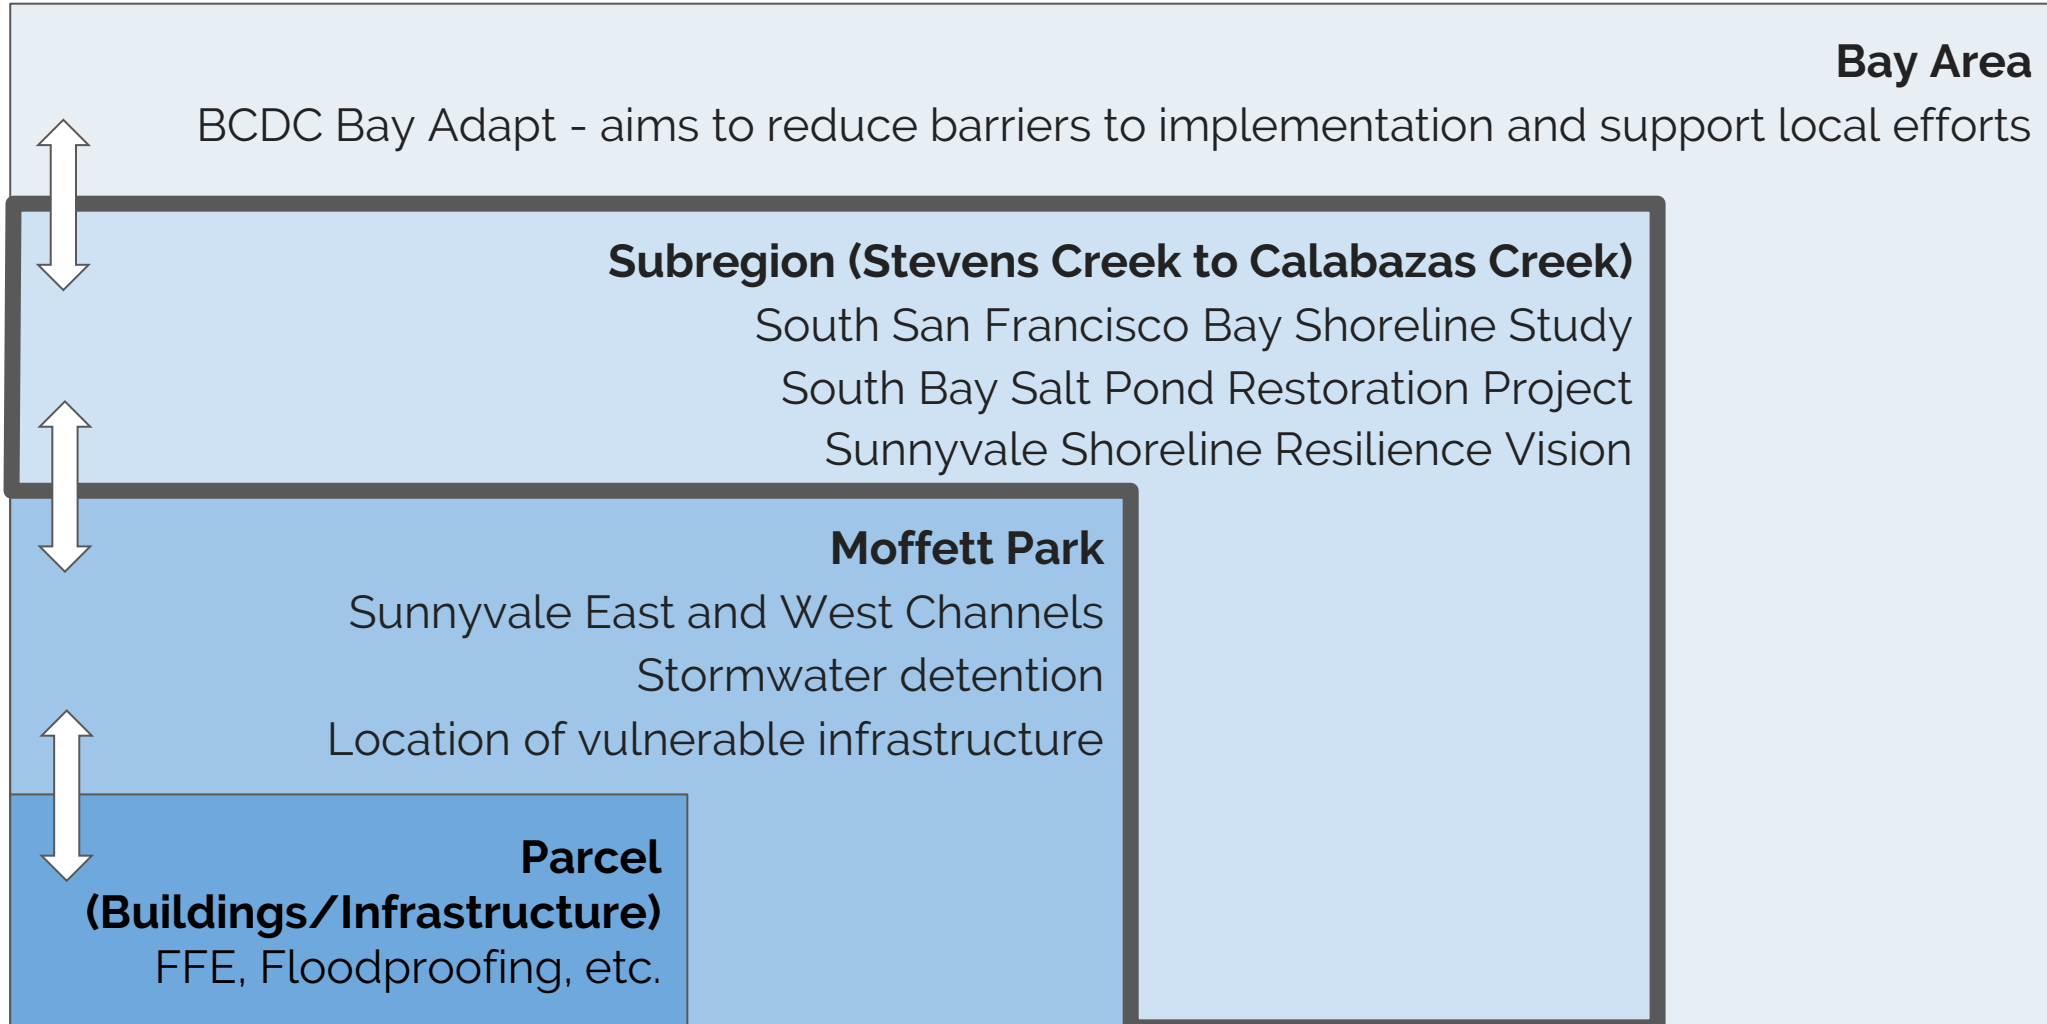 Bay Area
BCDC Bay Adapt - aims to reduce barriers to implementation and support local efforts
Subregion (Stevens Creek to Calabazas Creek)
South San Francisco Bay Shoreline Study
South Bay Salt Pond Restoration Project
Sunnyvale Shoreline Resilience Vision
Moffett Park
Sunnyvale East and West Channels
Stormwater detention
Location of vulnerable infrastructure
Parcel
(Buildings/Infrastructure)
FFE, Floodproofing, etc.